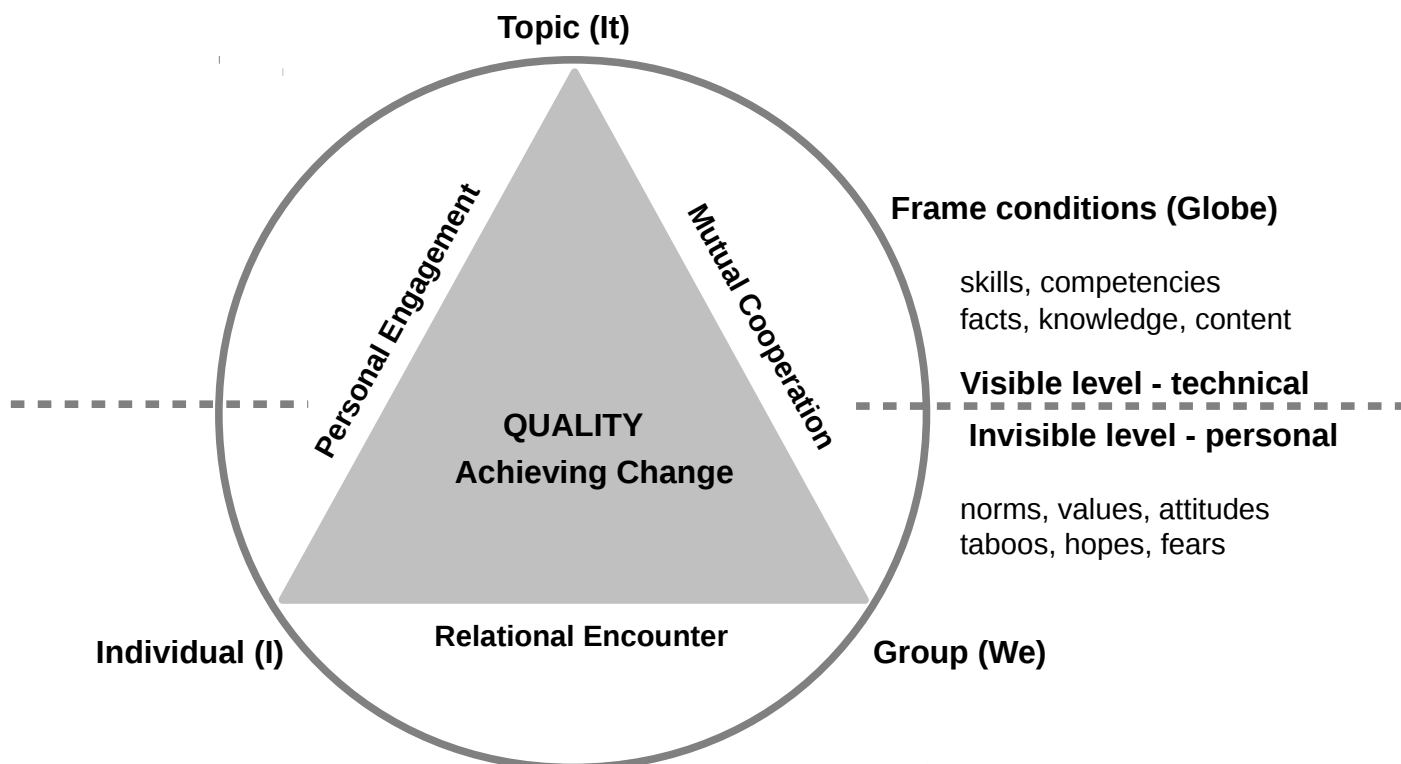 Topic (It)
Frame conditions (Globe)
Personal Engagement
Mutual Cooperation
skills, competencies
facts, knowledge, content
Visible level - technical
QUALITY
Invisible level - personal
Achieving Change
norms, values, attitudes
taboos, hopes, fears
Relational Encounter
Individual (I)
Group (We)